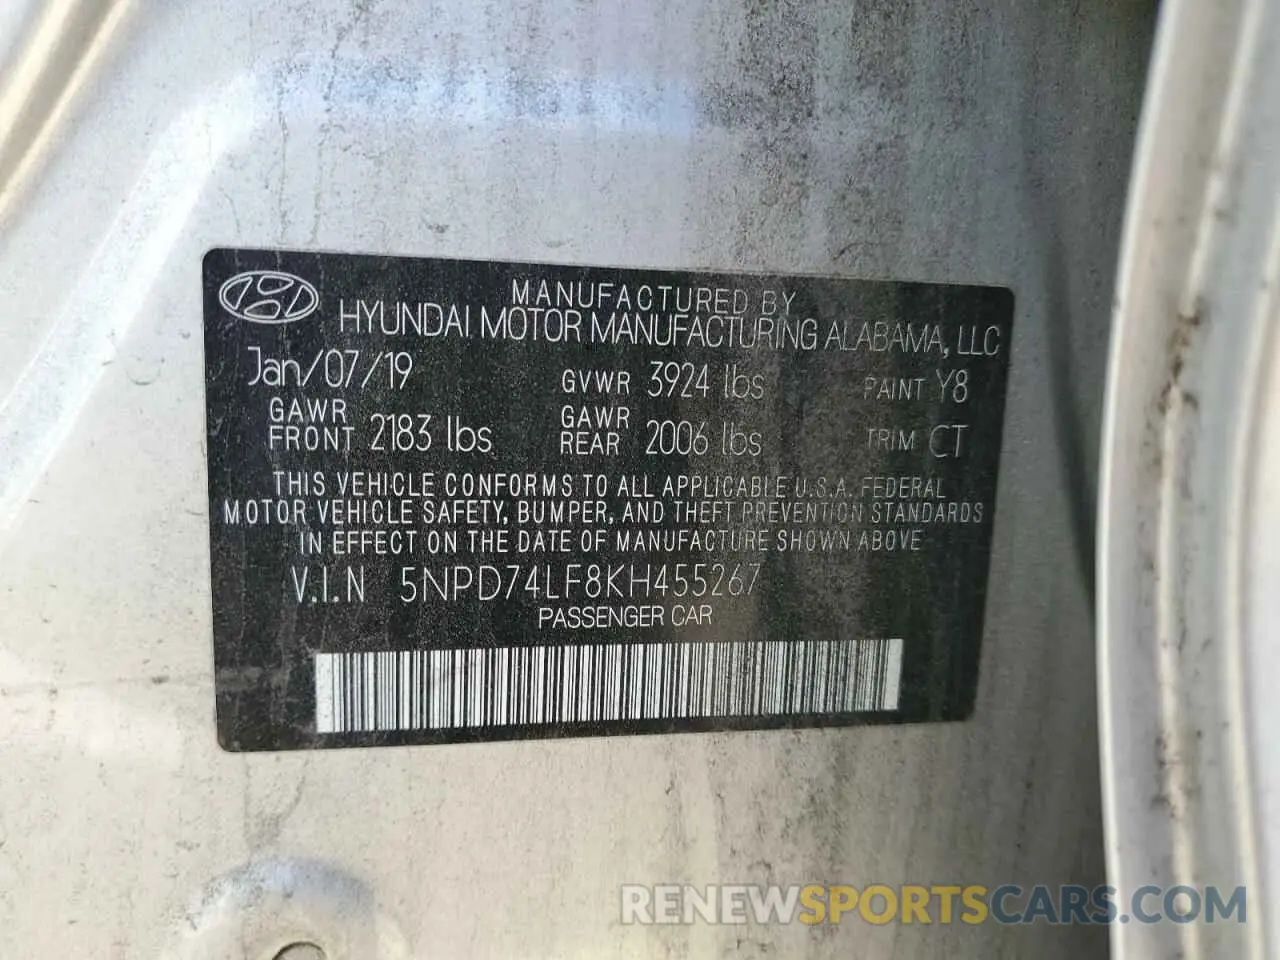 MANUFACTURED BY
HYUNDAI MOTOR MANUFACTURING ALABAMA, LLC
Jan/07/19 GVWR 3924 lbs PAINT Y8
GAWR FRONT 2183 lbs GAWR REAR 2006 lbs TRIM CT
THIS VEHICLE CONFORMS TO ALL APPLICABLE U.S.A. FEDERAL
MOTOR VEHICLE SAFETY, BUMPER, AND THEFT PREVENTION STANDARDS
IN EFFECT ON THE DATE OF MANUFACTURE SHOWN ABOVE
V.I.N 5NPD74LF8KH455267
PASSENGER CAR
RENEWSPORTSCARS.COM